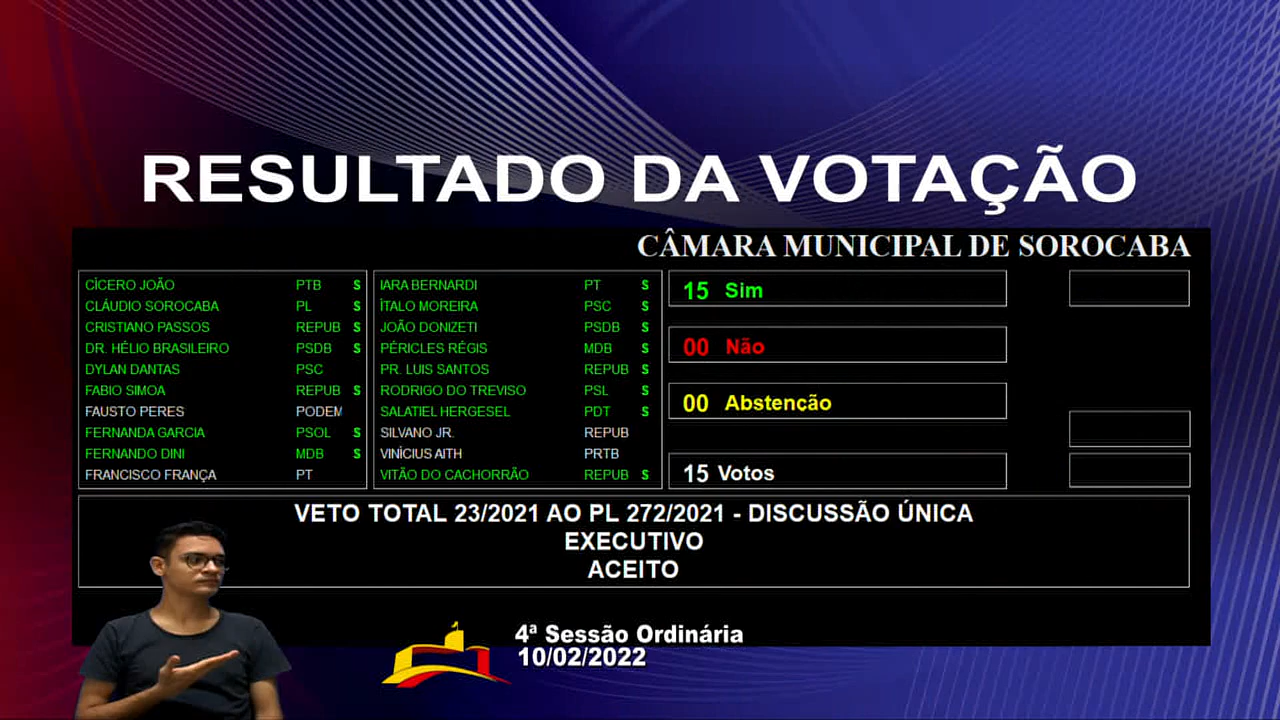 RESULTADO DA VOTAÇÃO
CÂMARA MUNICIPAL DE SOROCABA
CÍCERO JOÃO PTB S
CLÁUDIO SOROCABA PL S
CRISTIANO PASSOS REPUB S
DR. HÉLIO BRASILEIRO PSDB S
DYLAN DANTAS PSC
FABIO SIMOA REPUB S
FAUSTO PERES PODEM
FERNANDA GARCIA PSOL S
FERNANDO DINI MDB S
FRANCISCO FRANÇA PT
IARA BERNARDI PT S
ÍTALO MOREIRA PSC S
JOÃO DONIZETI PSDB S
PÉRICLES RÉGIS MDB S
PR. LUIS SANTOS REPUB S
RODRIGO DO TREVISO PSL S
SALATIEL HERGESEL PDT S
SILVANO JR. REPUB
VINÍCIUS AITH PRTB
VITÃO DO CACHORRÃO REPUB S
15 Sim
00 Não
00 Abstenção
15 Votos
VETO TOTAL 23/2021 AO PL 272/2021 - DISCUSSÃO ÚNICA
EXECUTIVO
ACEITO
4ª Sessão Ordinária
10/02/2022